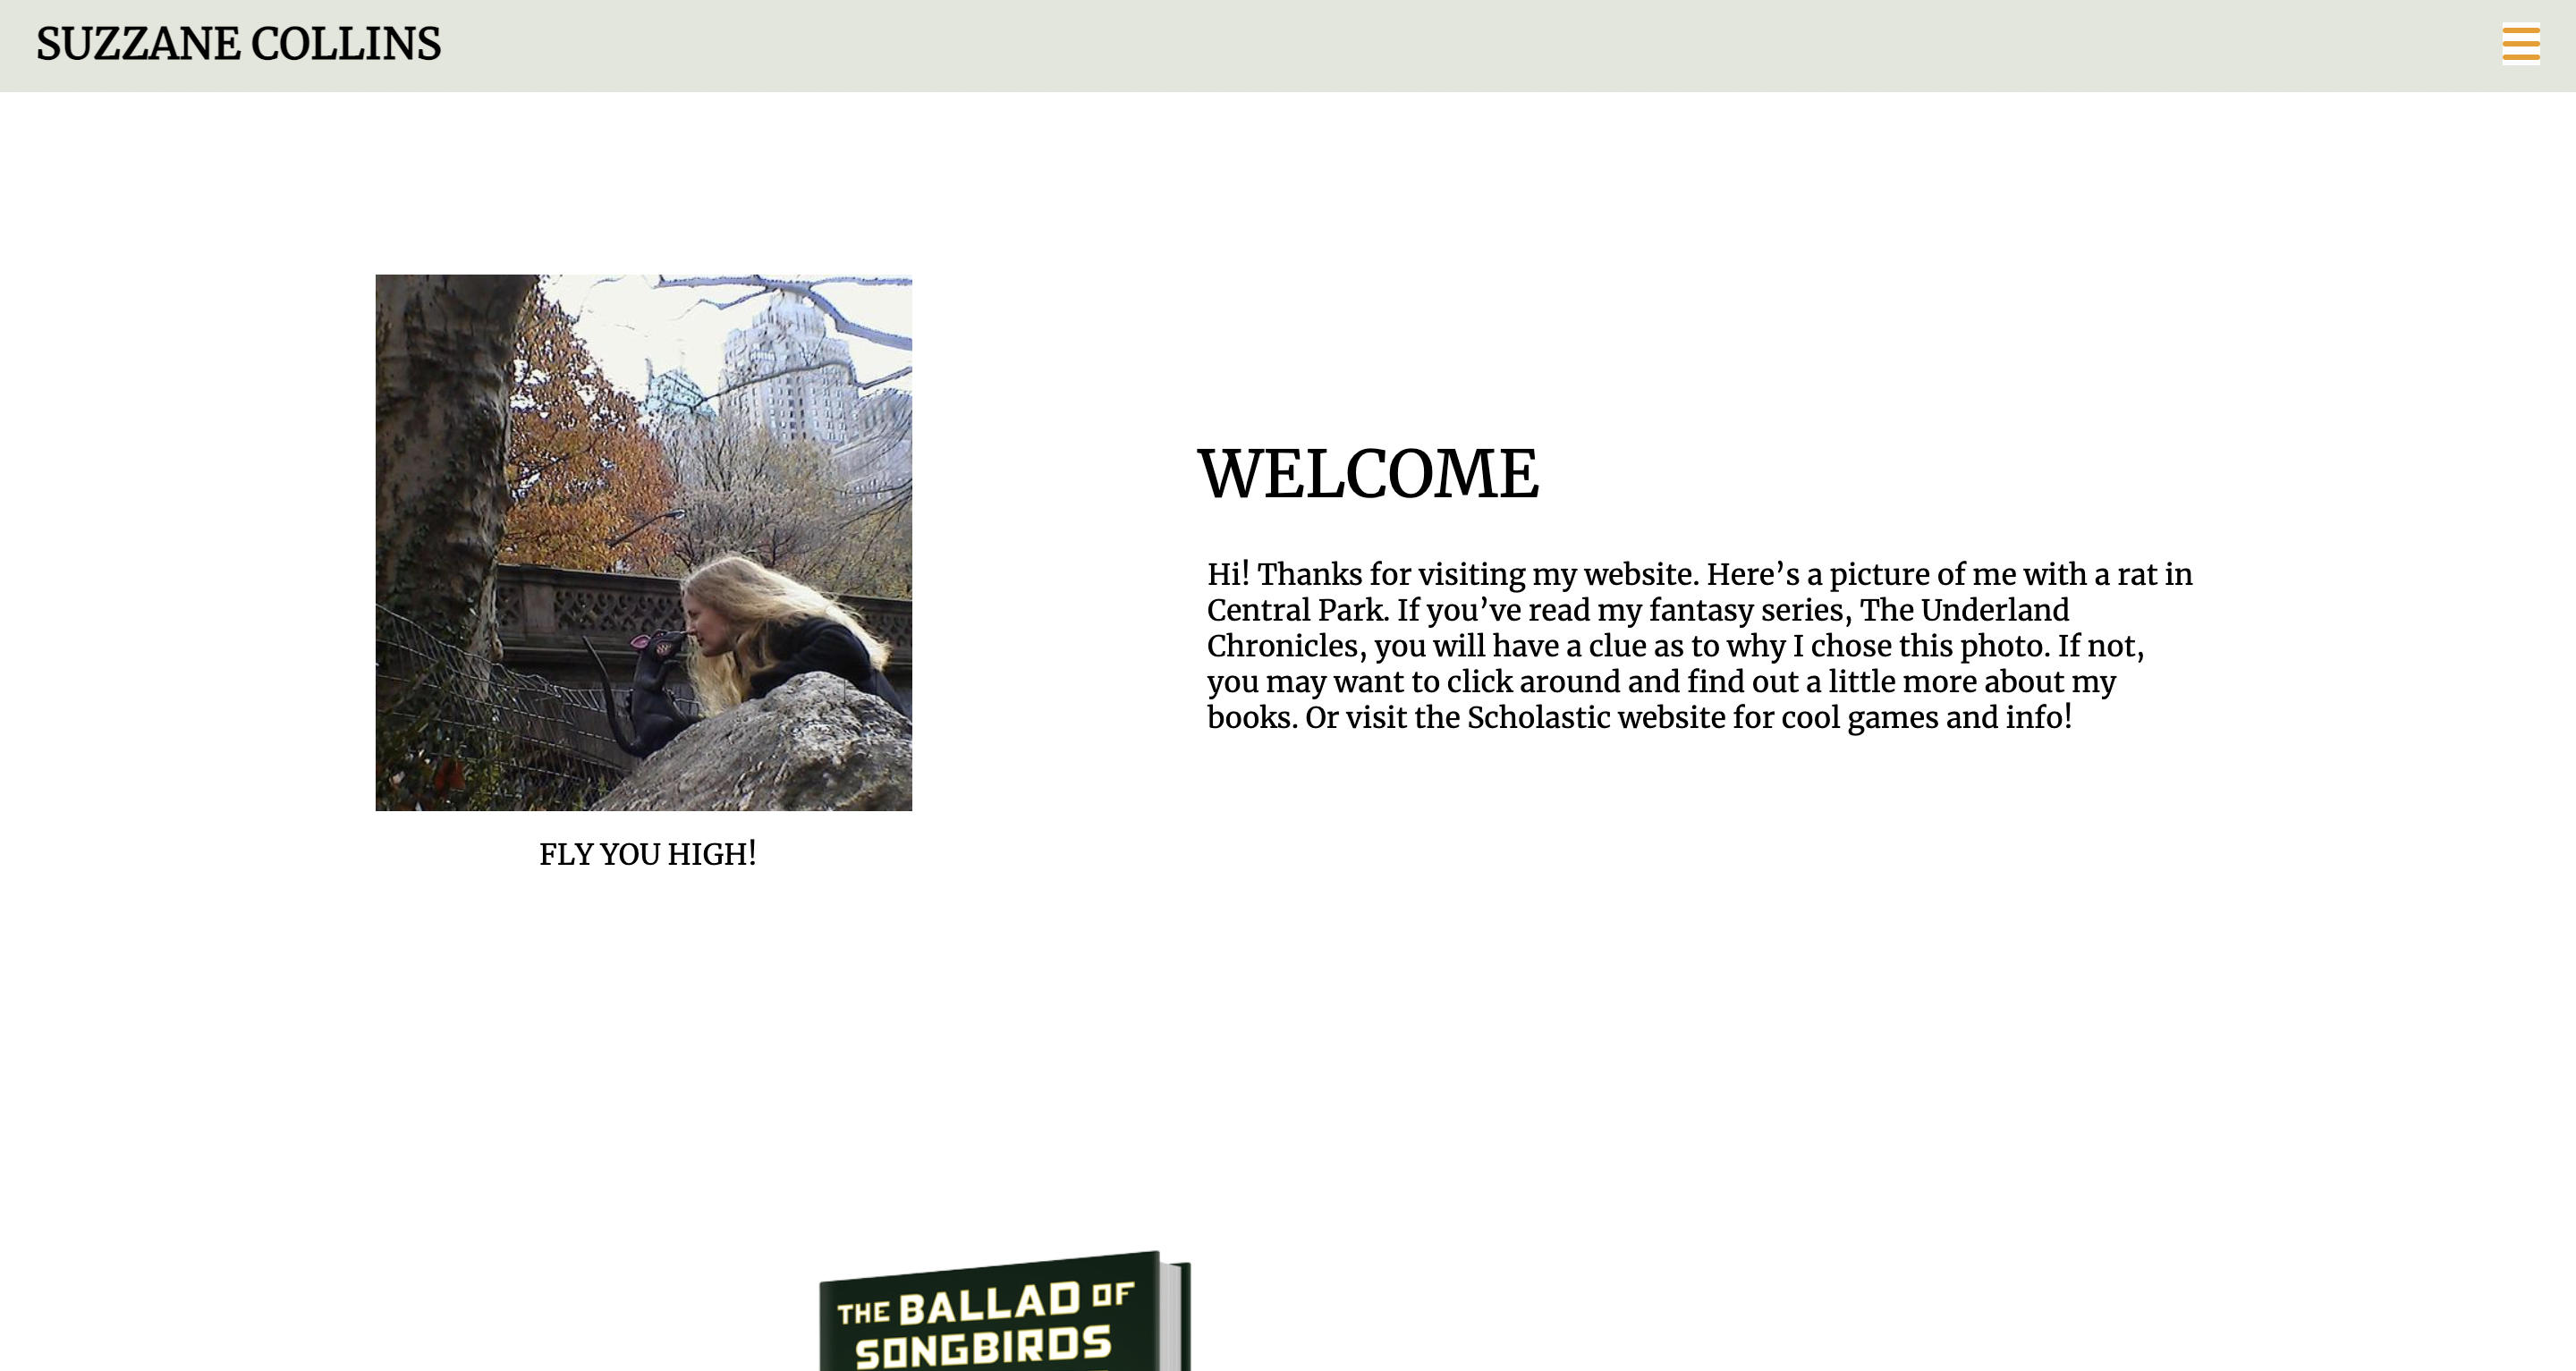 SUZZANE COLLINS
WELCOME
Hi! Thanks for visiting my website. Here’s a picture of me with a rat in
Central Park. If you’ve read my fantasy series, The Underland
Chronicles, you will have a clue as to why I chose this photo. If not,
you may want to click around and find out a little more about my
books. Or visit the Scholastic website for cool games and info!
FLY YOU HIGH!
THE BALLAD OF
SONGBIRDS